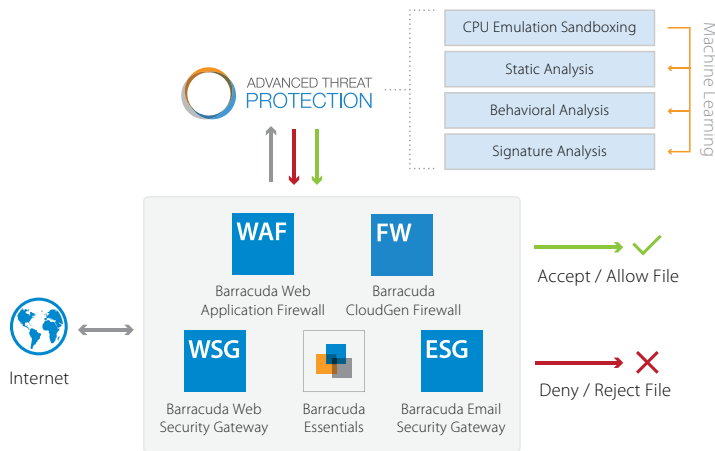 CPU Emulation Sandboxing
Static Analysis
Behavioral Analysis
Signature Analysis
Machine Learning
ADVANCED THREAT
PROTECTION
WAF
Barracuda Web
Application Firewall
FW
Barracuda
CloudGen Firewall
WSG
Barracuda Web
Security Gateway
Barracuda
Essentials
ESG
Barracuda Email
Security Gateway
Internet
Accept / Allow File
Deny / Reject File